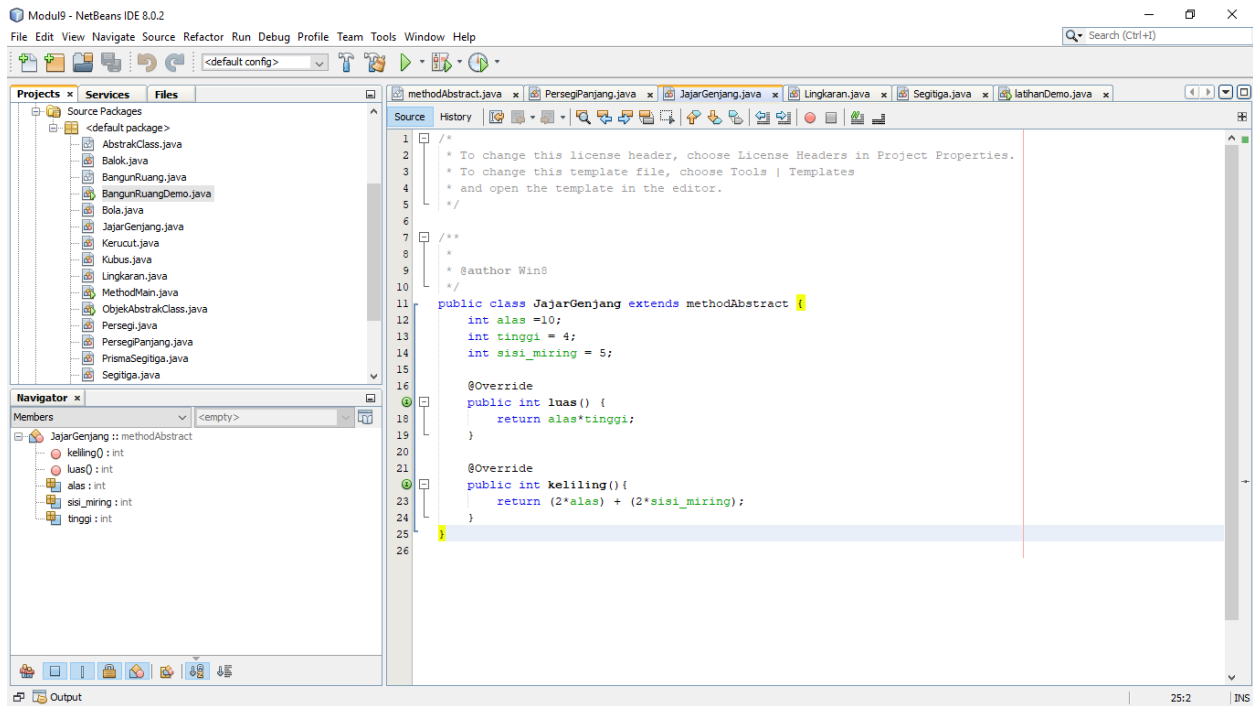 Modul9 - NetBeans IDE 8.0.2
File Edit View Navigate Source Refactor Run Debug Profile Team Tools Window Help
Search (Ctrl+I)
<default config>
Projects Services Files
Source Packages
<default package>
AbstrakClass.java
Balok.java
BangunRuang.java
BangunRuangDemo.java
Bola.java
JajarGenjang.java
Kerucut.java
Kubus.java
Lingkaran.java
MethodMain.java
ObjekAbstrakClass.java
Persegi.java
PersegiPanjang.java
PrismaSegitiga.java
Segitiga.java
Navigator
Members <empty>
JajarGenjang :: methodAbstract
keliling() : int
luas() : int
alas : int
sisi_miring : int
tinggi : int
methodAbstract.java PersegiPanjang.java JajarGenjang.java Lingkaran.java Segitiga.java latihanDemo.java
Source History
1 /*
2 * To change this license header, choose License Headers in Project Properties.
3 * To change this template file, choose Tools | Templates
4 * and open the template in the editor.
5 */
6
7 /**
8 *
9 * @author Win8
10 */
11 public class JajarGenjang extends methodAbstract {
12 int alas =10;
13 int tinggi = 4;
14 int sisi_miring = 5;
15
16 @Override
public int luas() {
18 return alas*tinggi;
19 }
20
21 @Override
public int keliling(){
23 return (2*alas) + (2*sisi_miring);
24 }
25 }
26
Output
25:2 INS